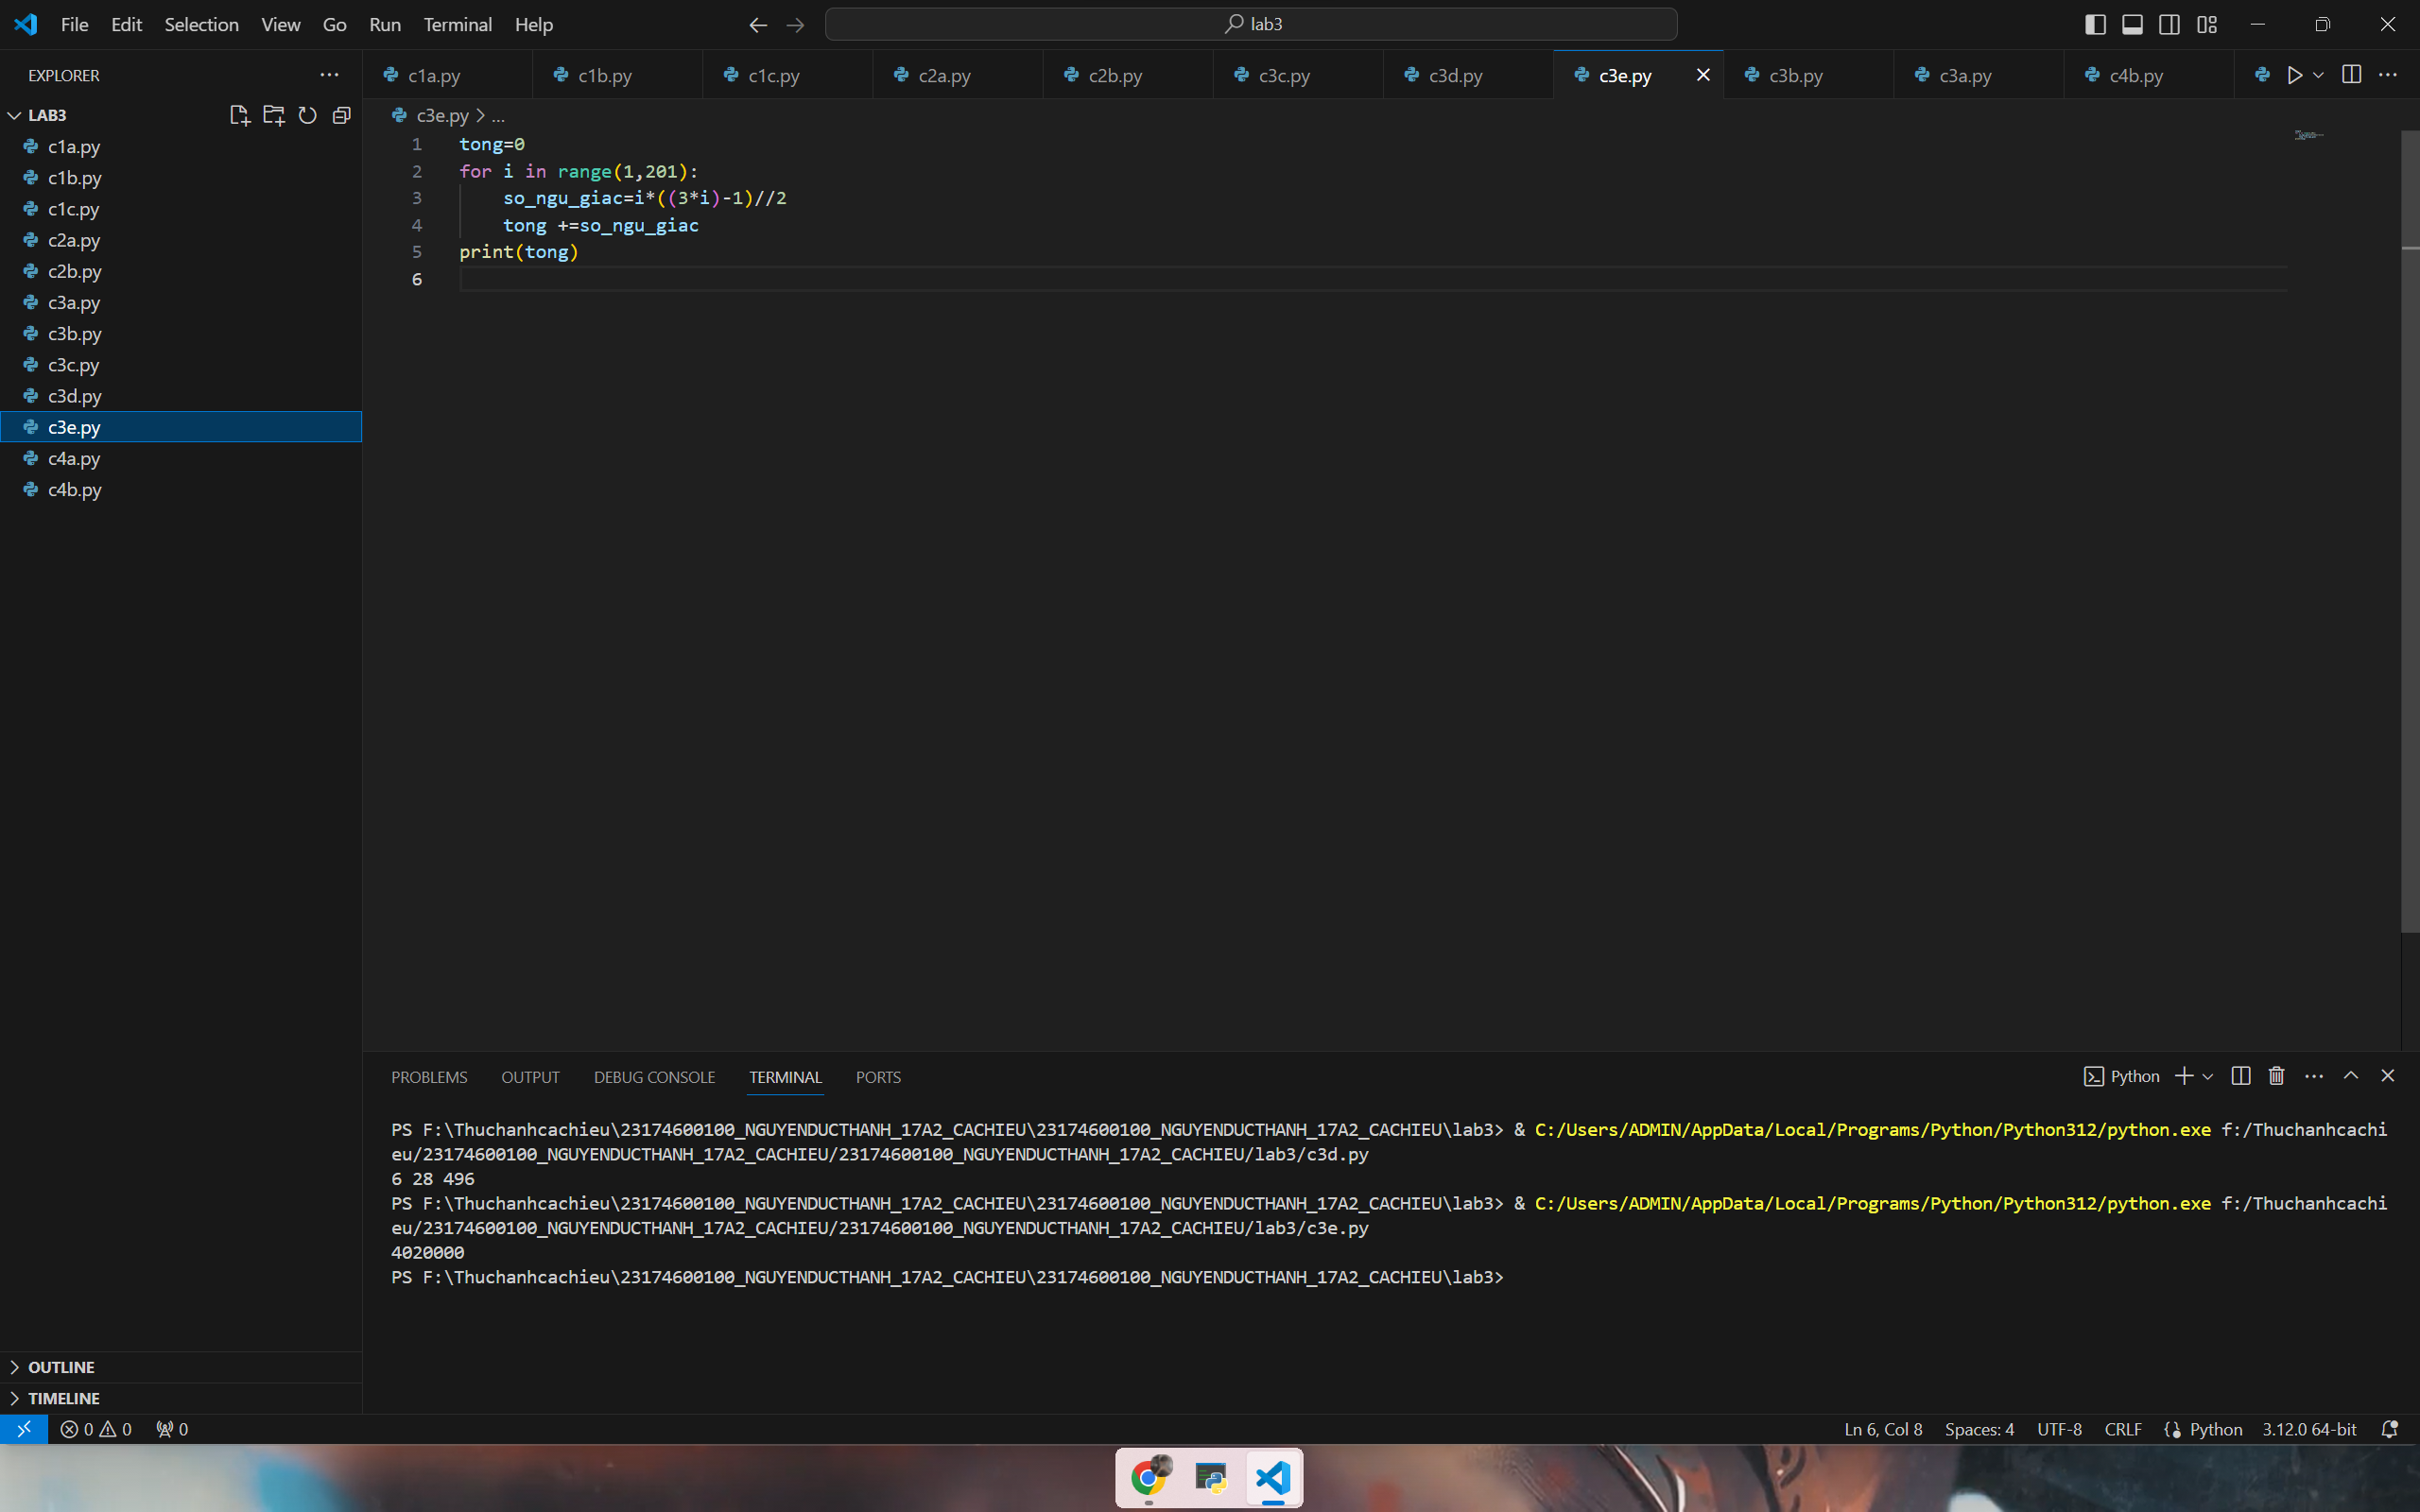 File Edit Selection View Go Run Terminal Help
lab3
EXPLORER
LAB3
c1a.py
c1b.py
c1c.py
c2a.py
c2b.py
c3a.py
c3b.py
c3c.py
c3d.py
c3e.py
c4a.py
c4b.py
OUTLINE
TIMELINE
c1a.py c1b.py c1c.py c2a.py c2b.py c3c.py c3d.py c3e.py c3b.py c3a.py c4b.py
c3e.py > ...
1 tong=0
2 for i in range(1,201):
3     so_ngu_giac=i*((3*i)-1)//2
4     tong +=so_ngu_giac
5 print(tong)
6
PROBLEMS OUTPUT DEBUG CONSOLE TERMINAL PORTS
Python
PS F:\Thuchanhcachieu\23174600100_NGUYENDUCTHANH_17A2_CACHIEU\23174600100_NGUYENDUCTHANH_17A2_CACHIEU\lab3> & C:/Users/ADMIN/AppData/Local/Programs/Python/Python312/python.exe f:/Thuchanhcachi
eu/23174600100_NGUYENDUCTHANH_17A2_CACHIEU/23174600100_NGUYENDUCTHANH_17A2_CACHIEU/lab3/c3d.py
6 28 496
PS F:\Thuchanhcachieu\23174600100_NGUYENDUCTHANH_17A2_CACHIEU\23174600100_NGUYENDUCTHANH_17A2_CACHIEU\lab3> & C:/Users/ADMIN/AppData/Local/Programs/Python/Python312/python.exe f:/Thuchanhcachi
eu/23174600100_NGUYENDUCTHANH_17A2_CACHIEU/23174600100_NGUYENDUCTHANH_17A2_CACHIEU/lab3/c3e.py
4020000
PS F:\Thuchanhcachieu\23174600100_NGUYENDUCTHANH_17A2_CACHIEU\23174600100_NGUYENDUCTHANH_17A2_CACHIEU\lab3>
0 0 0
Ln 6, Col 8 Spaces: 4 UTF-8 CRLF Python 3.12.0 64-bit